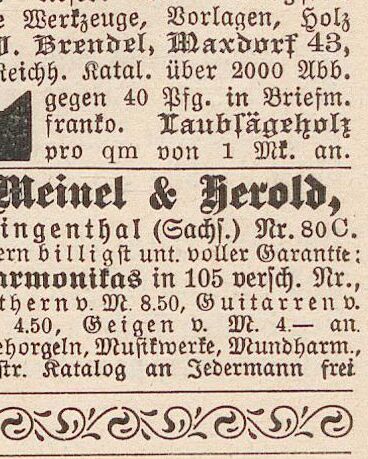 e Werkzeuge, Vorlagen, Holz
J. Brendel, Maxdorf 43,
Reichh. Katal. über 2000 Abb.
gegen 40 Pfg. in Briefm.
franko. Laubsägeholz
pro qm von 1 Mk. an.
Meinel & Herold,
ingenthal (Sachs.) Nr. 80C.
ern billigst unt. voller Garantie:
armonikas in 105 versch. Nr.,
thern v. M. 8.50, Guitarren v.
4.50, Geigen v. M. 4.— an.
ehorgeln, Musikwerke, Mundharm.,
str. Katalog an Jedermann frei